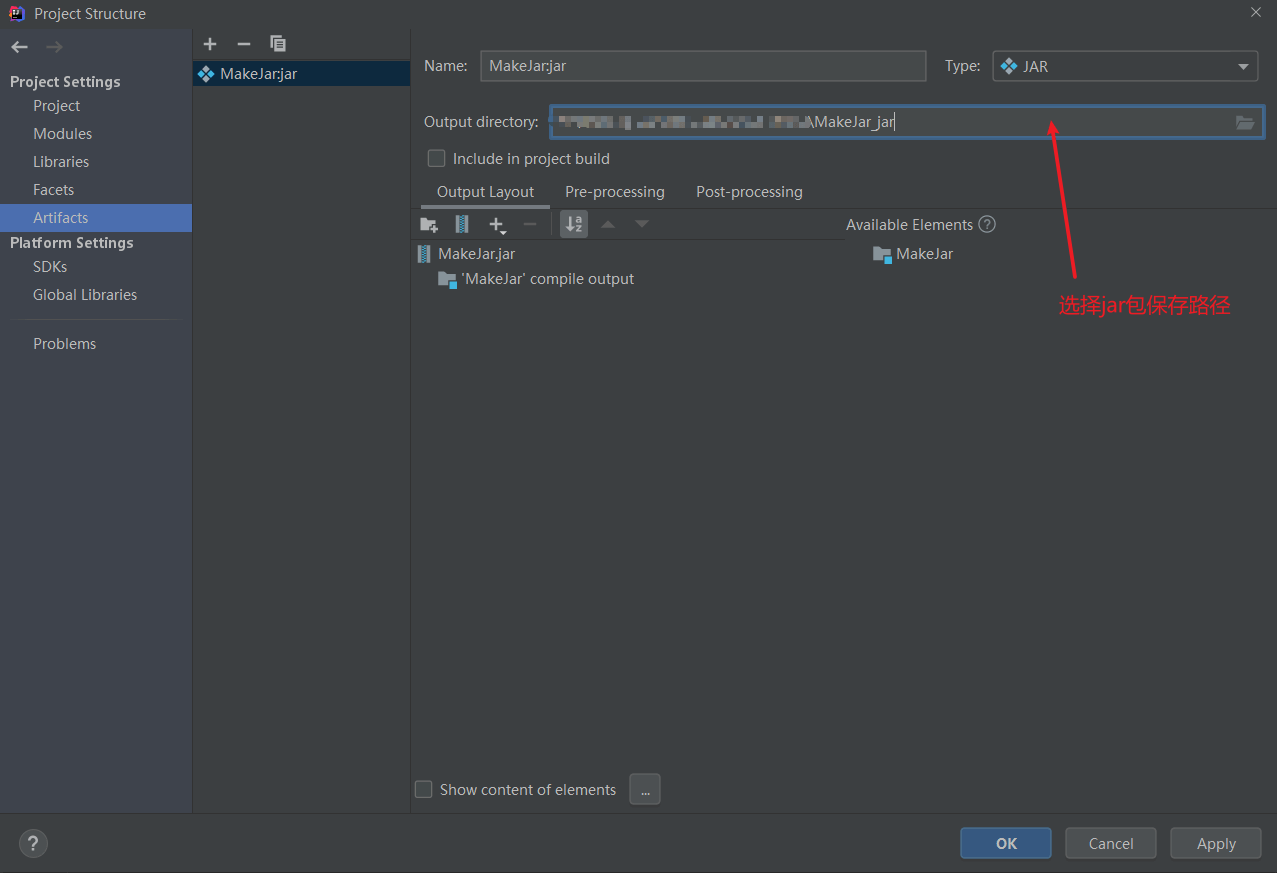 Project Structure
Project Settings
Project
Modules
Libraries
Facets
Artifacts
Platform Settings
SDKs
Global Libraries
Problems
MakeJar:jar
Name: MakeJar:jar Type: JAR
Output directory: \MakeJar_jar
Include in project build
Output Layout Pre-processing Post-processing
Available Elements ?
MakeJar.jar
'MakeJar' compile output
MakeJar
选择jar包保存路径
Show content of elements ...
? OK Cancel Apply